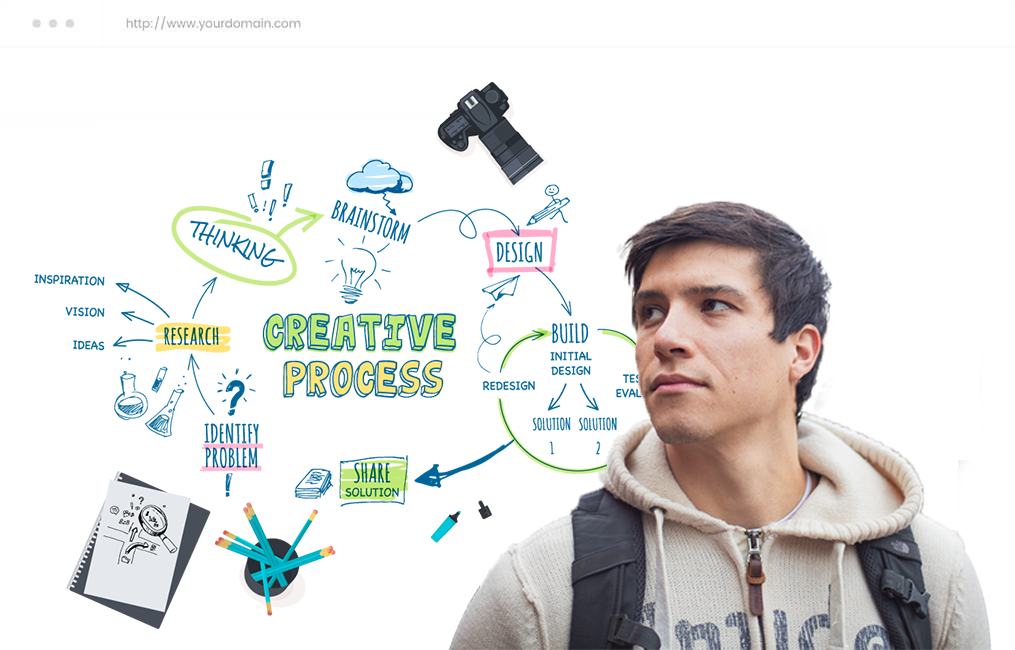 http://www.yourdomain.com
BRAINSTORM
THINKING
DESIGN
INSPIRATION
VISION
IDEAS
RESEARCH
CREATIVE
PROCESS
BUILD
INITIAL
DESIGN
REDESIGN
SOLUTION
1
SOLUTION
2
IDENTIFY
PROBLEM
SHARE
SOLUTION